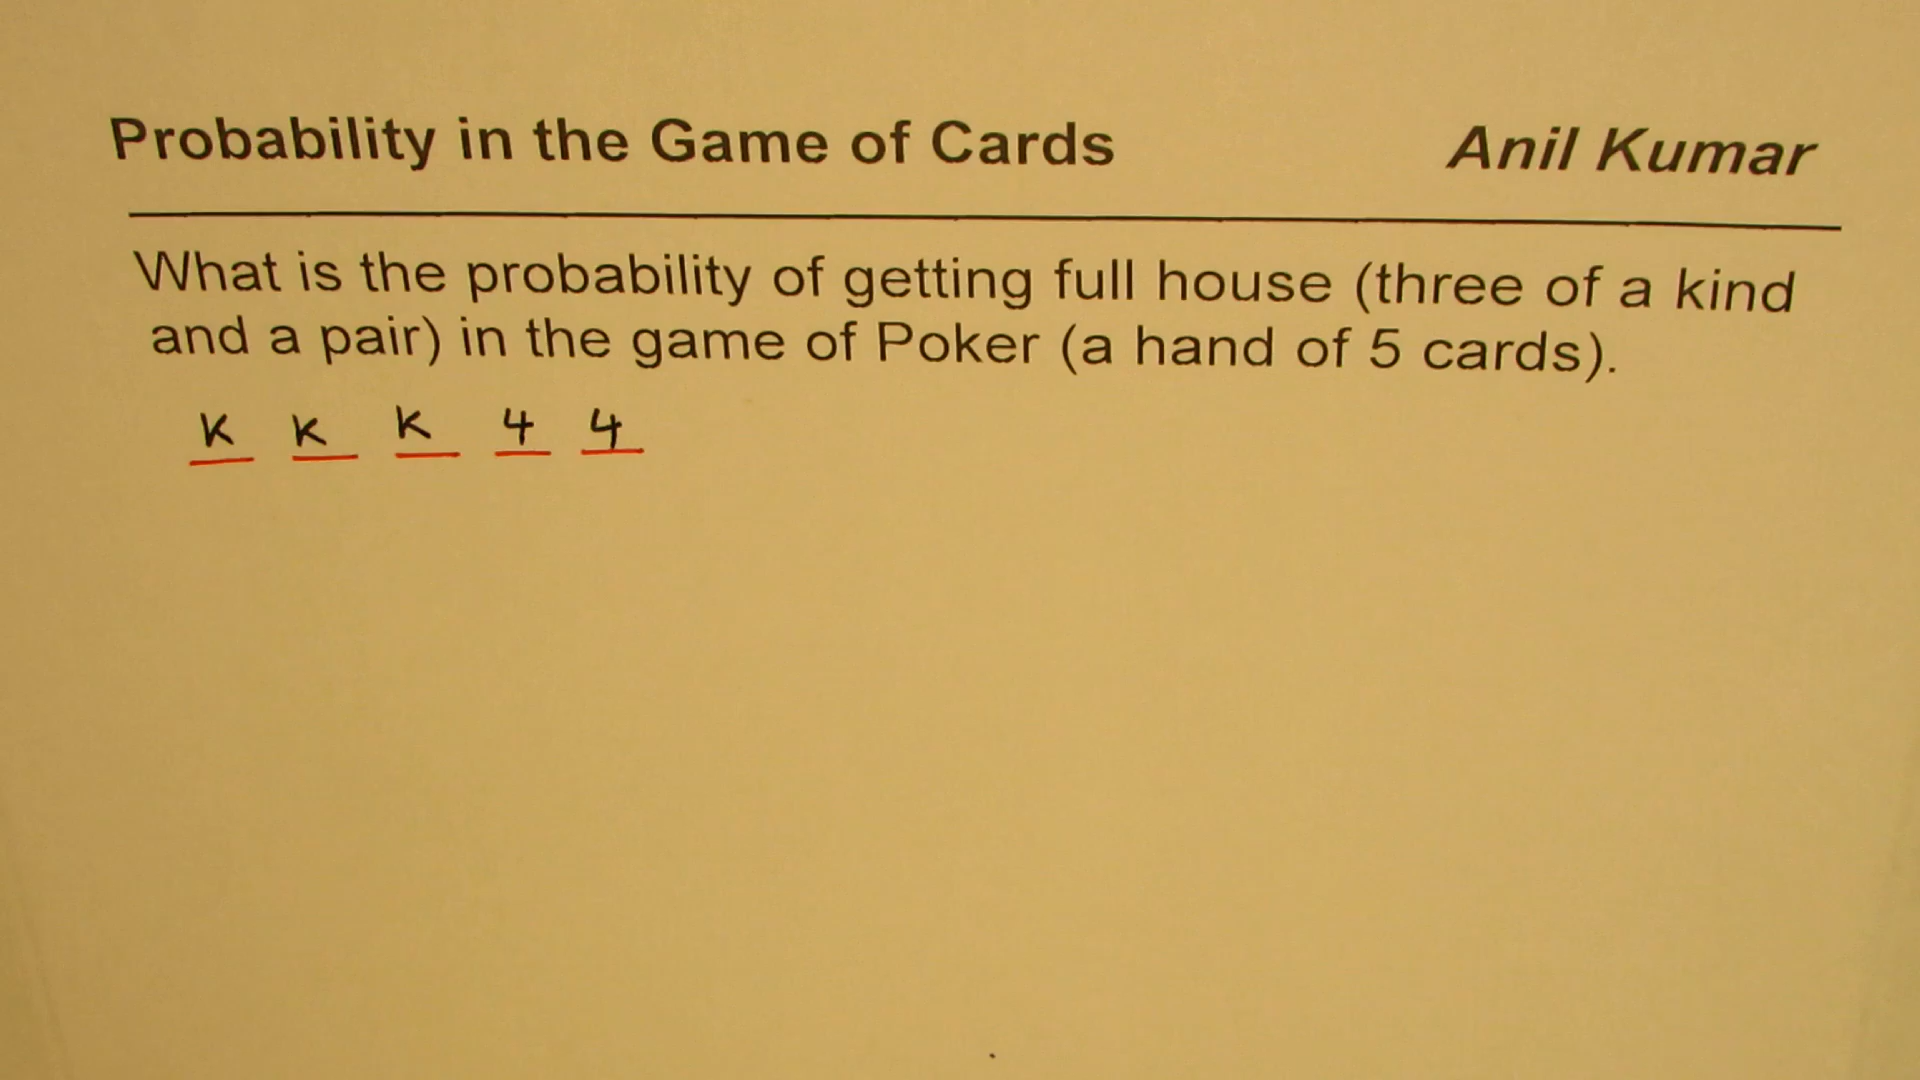 Probability in the Game of Cards Anil Kumar
What is the probability of getting full house (three of a kind
and a pair) in the game of Poker (a hand of 5 cards).
K K K 4 4